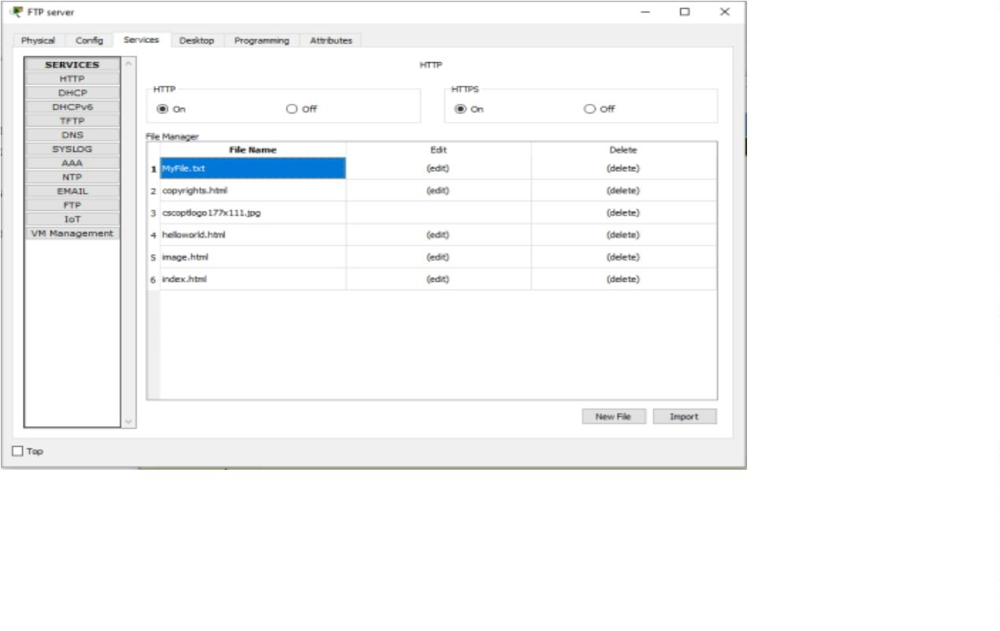 FTP server
Physical Config Services Desktop Programming Attributes
SERVICES
HTTP
DHCP
DHCPv6
TFTP
DNS
SYSLOG
AAA
NTP
EMAIL
FTP
IoT
VM Management
HTTP
HTTP
On Off
HTTPS
On Off
File Manager
File Name Edit Delete
1 MyFile.txt (edit) (delete)
2 copyrights.html (edit) (delete)
3 cscoptlogo177x111.jpg (delete)
4 helloworld.html (edit) (delete)
5 image.html (edit) (delete)
6 index.html (edit) (delete)
New File Import
Top